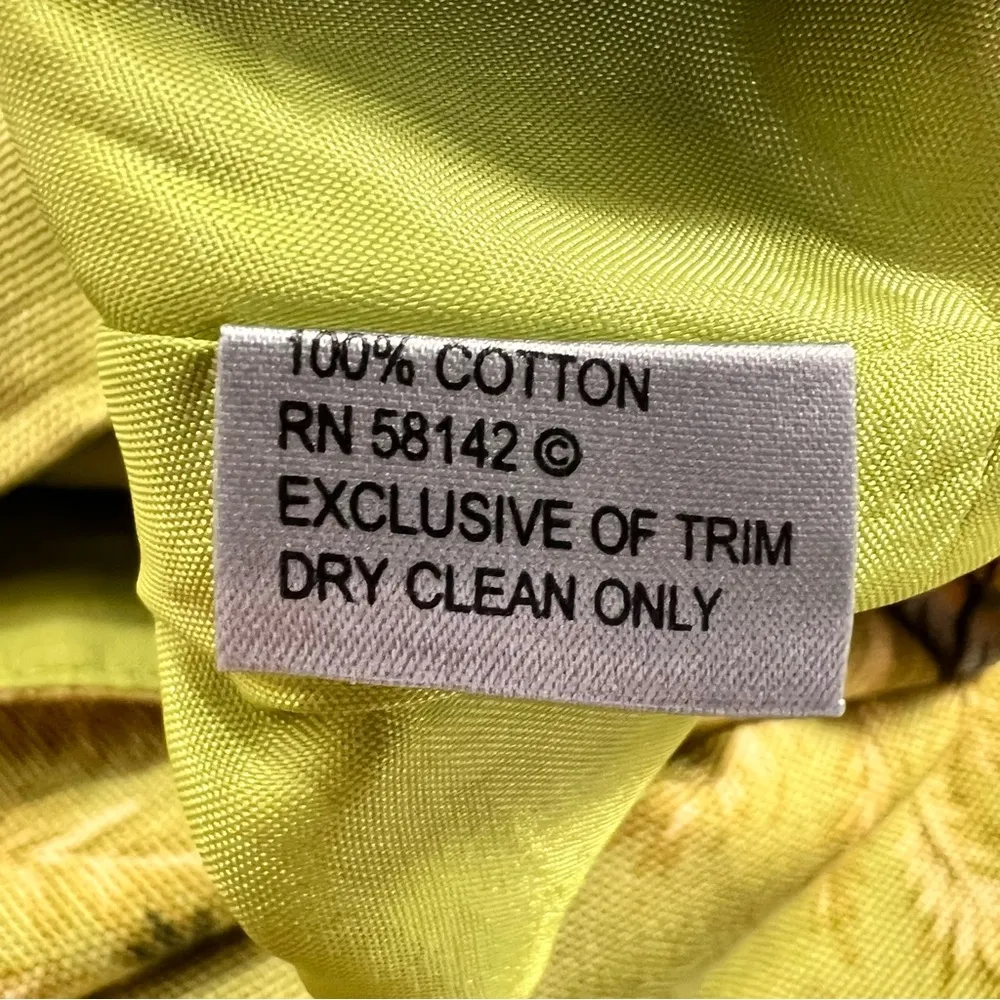 100% COTTON
RN 58142 ©
EXCLUSIVE OF TRIM
DRY CLEAN ONLY